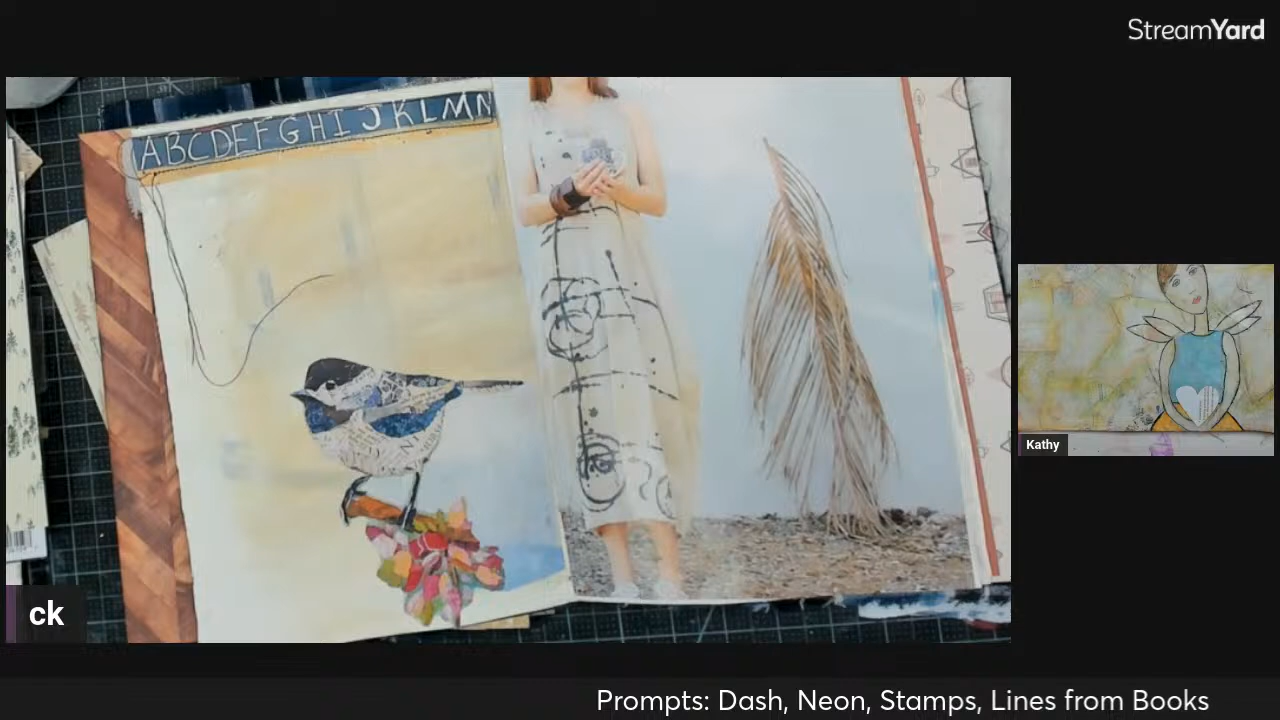 StreamYard
ABCDEFGHIJKLMN
Kathy
ck
Prompts: Dash, Neon, Stamps, Lines from Books